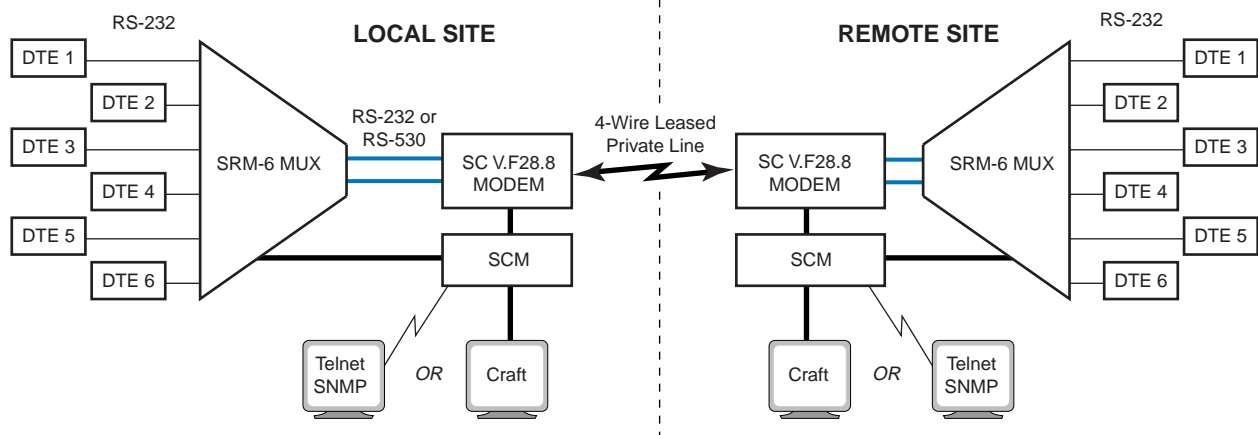 RS-232
LOCAL SITE
DTE 1
DTE 2
DTE 3
DTE 4
DTE 5
DTE 6
SRM-6 MUX
RS-232 or
RS-530
SC V.F28.8
MODEM
SCM
Telnet
SNMP
OR
Craft
4-Wire Leased
Private Line
REMOTE SITE
RS-232
SC V.F28.8
MODEM
SRM-6 MUX
DTE 1
DTE 2
DTE 3
DTE 4
DTE 5
DTE 6
SCM
Craft
OR
Telnet
SNMP